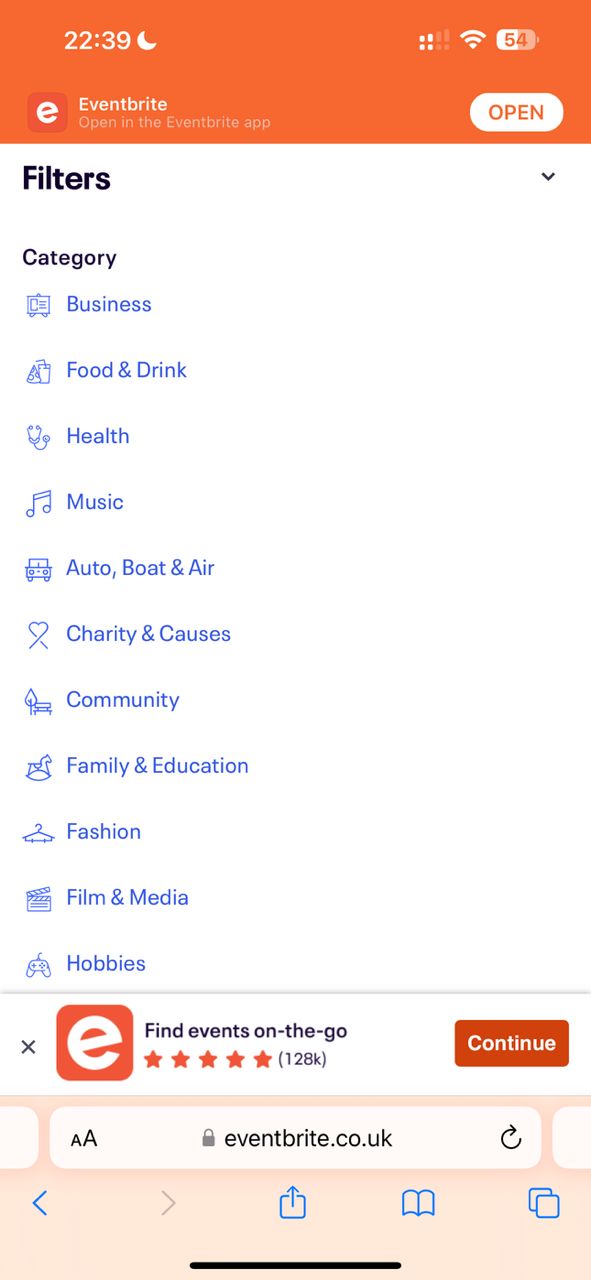 22:39
54
Eventbrite
Open in the Eventbrite app
OPEN
Filters
Category
Business
Food & Drink
Health
Music
Auto, Boat & Air
Charity & Causes
Community
Family & Education
Fashion
Film & Media
Hobbies
Find events on-the-go
(128k)
Continue
AA
eventbrite.co.uk